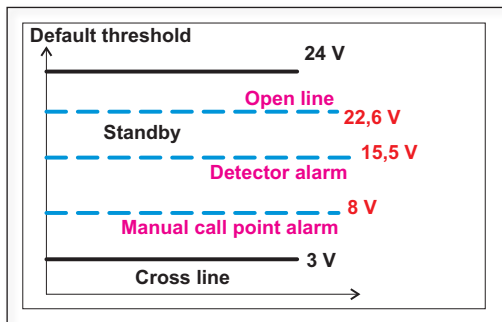 Default threshold
24 V
Open line
22,6 V
Standby
15,5 V
Detector alarm
8 V
Manual call point alarm
3 V
Cross line